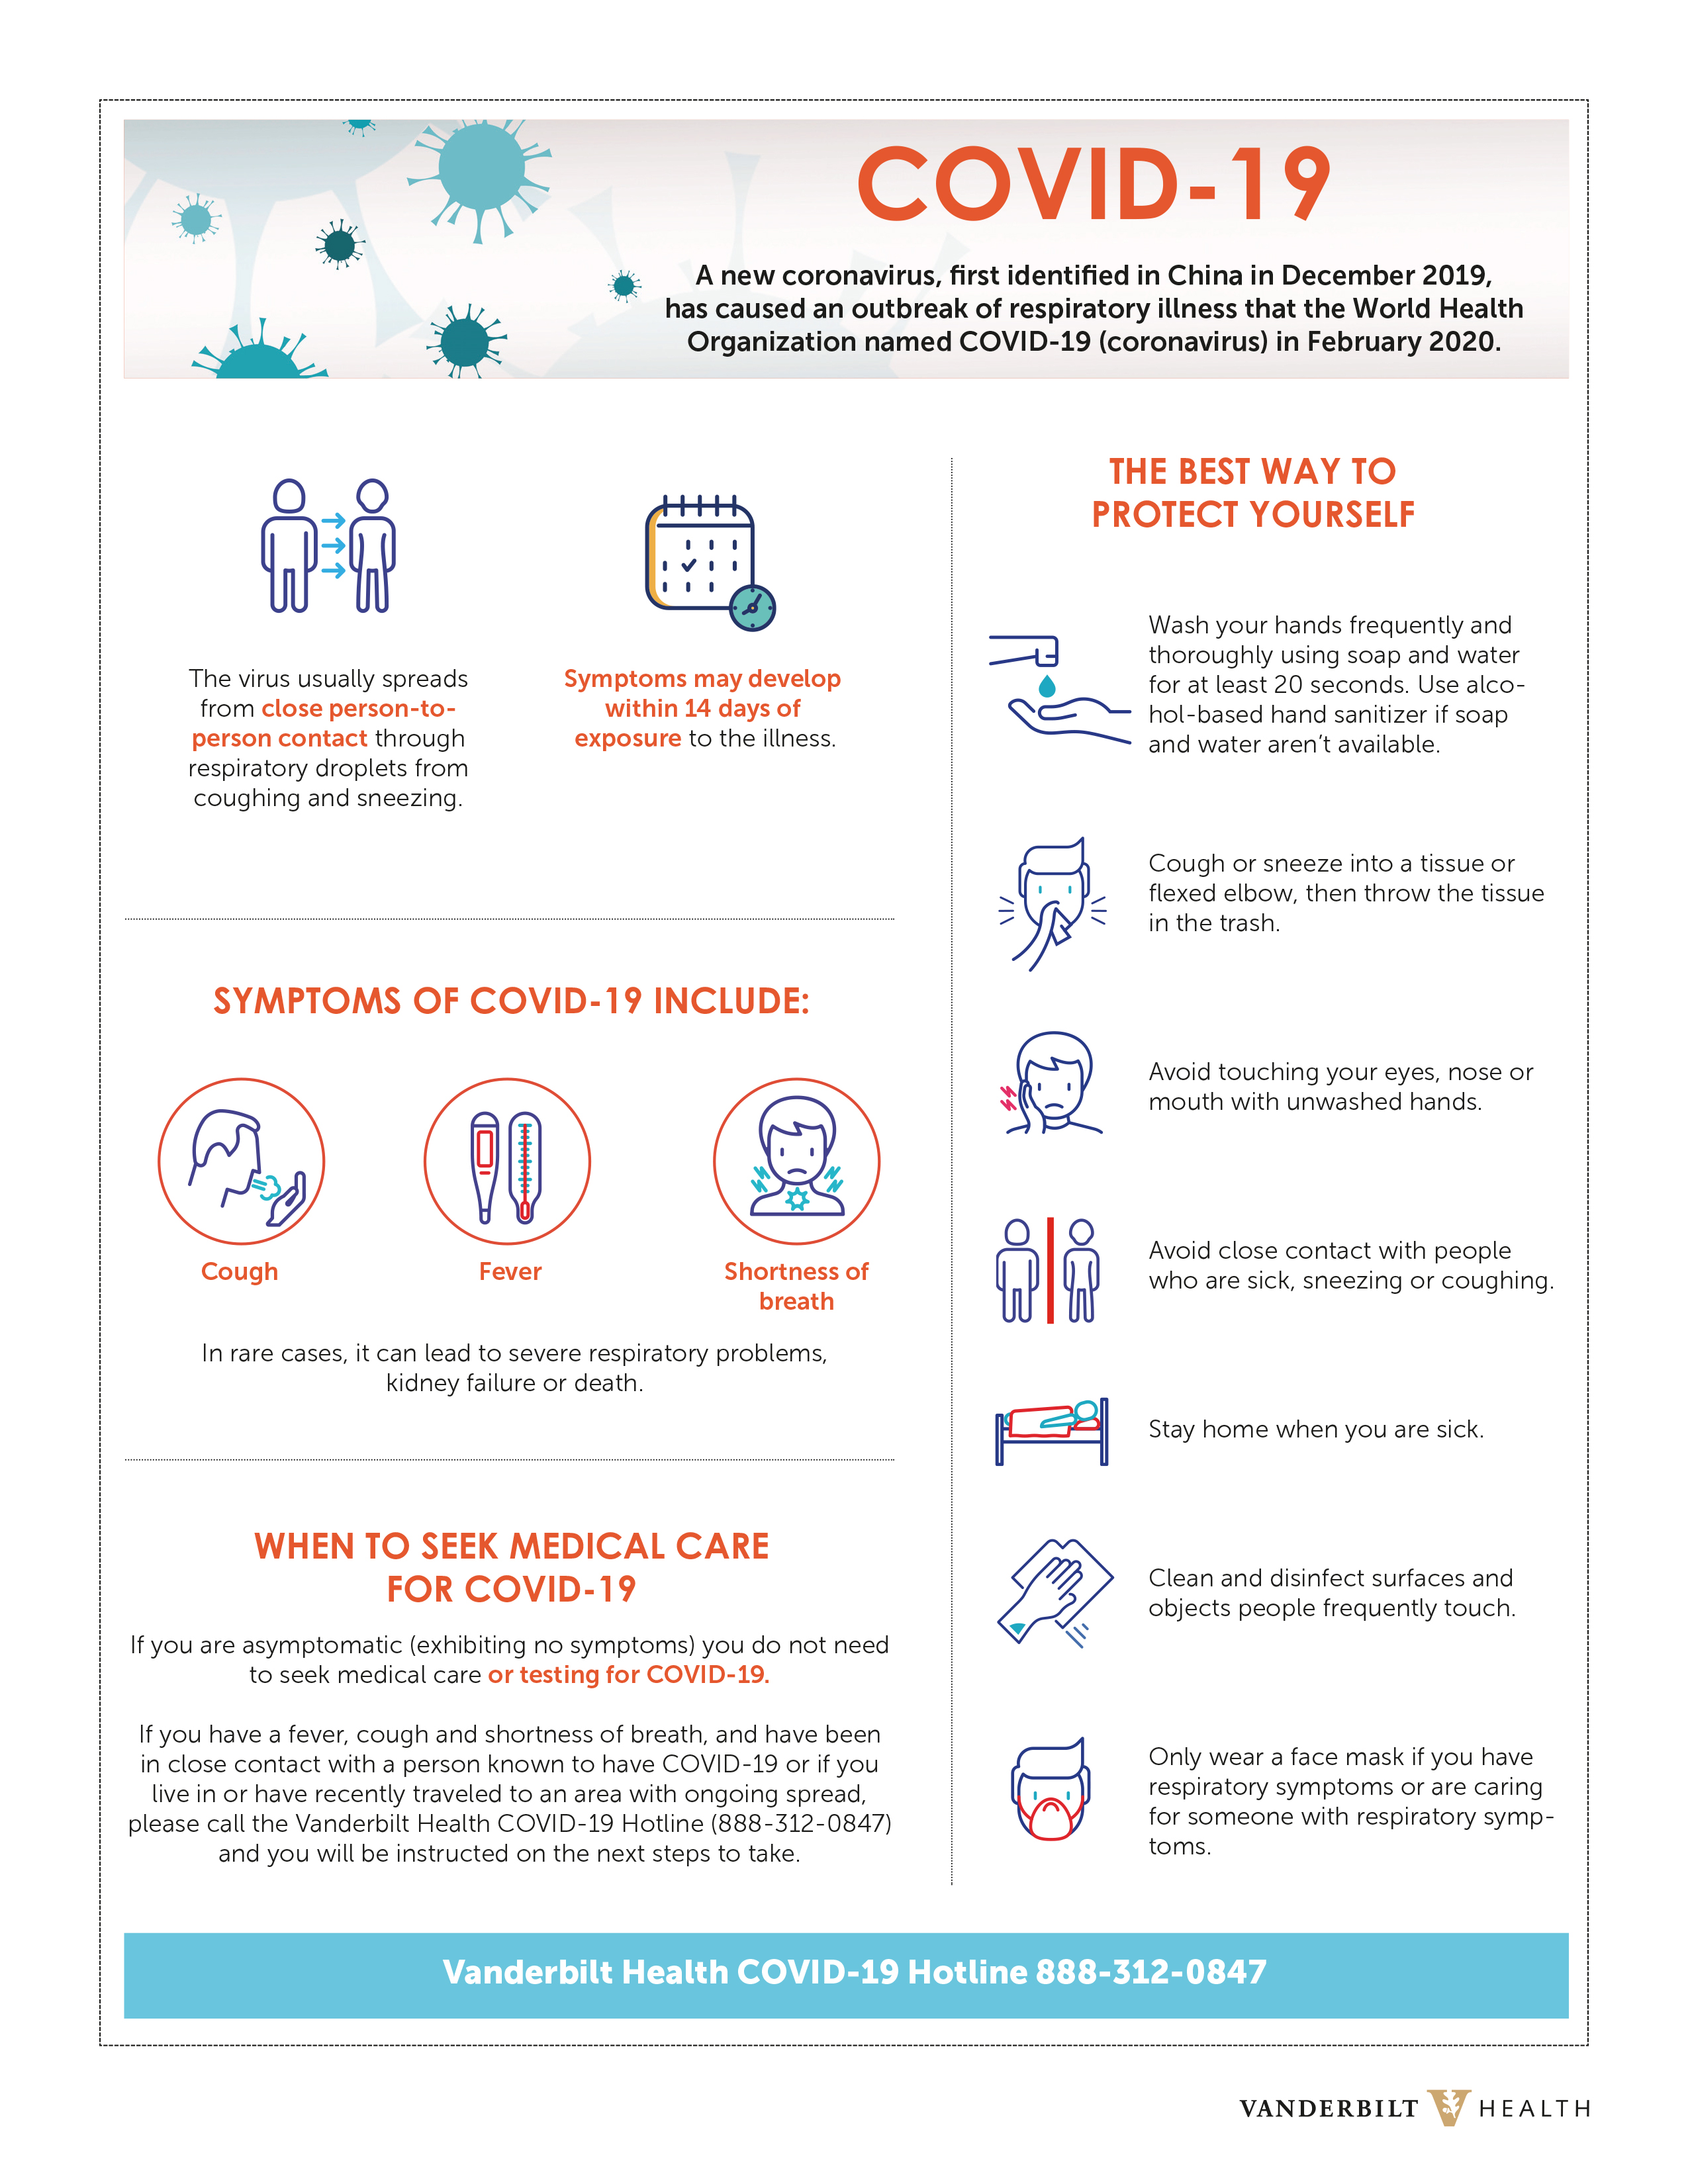 COVID-19
A new coronavirus, first identified in China in December 2019,
has caused an outbreak of respiratory illness that the World Health
Organization named COVID-19 (coronavirus) in February 2020.
The virus usually spreads
from close person-to-
person contact through
respiratory droplets from
coughing and sneezing.
Symptoms may develop
within 14 days of
exposure to the illness.
SYMPTOMS OF COVID-19 INCLUDE:
Cough
Fever
Shortness of
breath
In rare cases, it can lead to severe respiratory problems,
kidney failure or death.
WHEN TO SEEK MEDICAL CARE
FOR COVID-19
If you are asymptomatic (exhibiting no symptoms) you do not need
to seek medical care or testing for COVID-19.
If you have a fever, cough and shortness of breath, and have been
in close contact with a person known to have COVID-19 or if you
live in or have recently traveled to an area with ongoing spread,
please call the Vanderbilt Health COVID-19 Hotline (888-312-0847)
and you will be instructed on the next steps to take.
THE BEST WAY TO
PROTECT YOURSELF
Wash your hands frequently and
thoroughly using soap and water
for at least 20 seconds. Use alco-
hol-based hand sanitizer if soap
and water aren't available.
Cough or sneeze into a tissue or
flexed elbow, then throw the tissue
in the trash.
Avoid touching your eyes, nose or
mouth with unwashed hands.
Avoid close contact with people
who are sick, sneezing or coughing.
Stay home when you are sick.
Clean and disinfect surfaces and
objects people frequently touch.
Only wear a face mask if you have
respiratory symptoms or are caring
for someone with respiratory symp-
toms.
Vanderbilt Health COVID-19 Hotline 888-312-0847
VANDERBILT V HEALTH